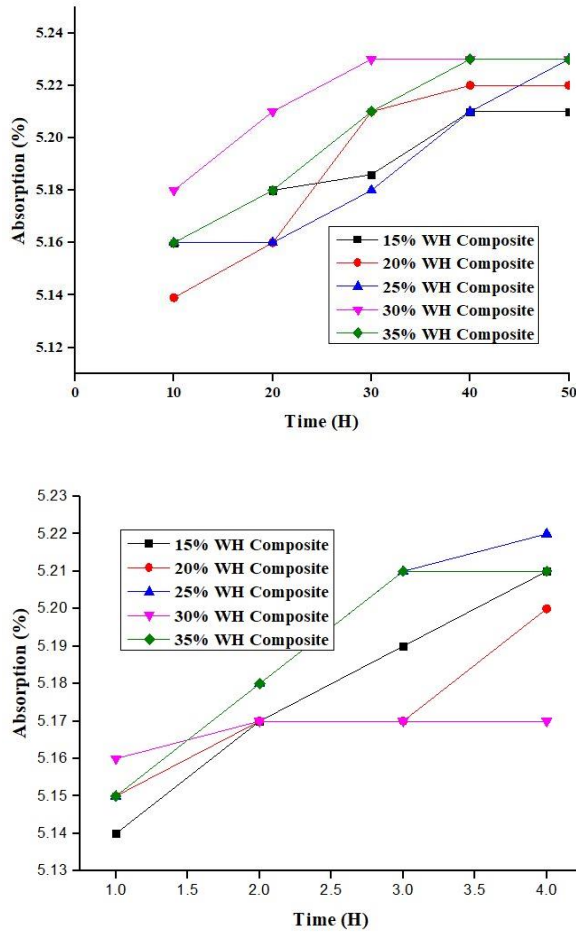 5.24
5.22
5.20
5.18
5.16
5.14
5.12
Absorption (%)
15% WH Composite
20% WH Composite
25% WH Composite
30% WH Composite
35% WH Composite
0 10 20 30 40 50
Time (H)
5.23
5.22
5.21
5.20
5.19
5.18
5.17
5.16
5.15
5.14
5.13
Absorption (%)
15% WH Composite
20% WH Composite
25% WH Composite
30% WH Composite
35% WH Composite
1.0 1.5 2.0 2.5 3.0 3.5 4.0
Time (H)